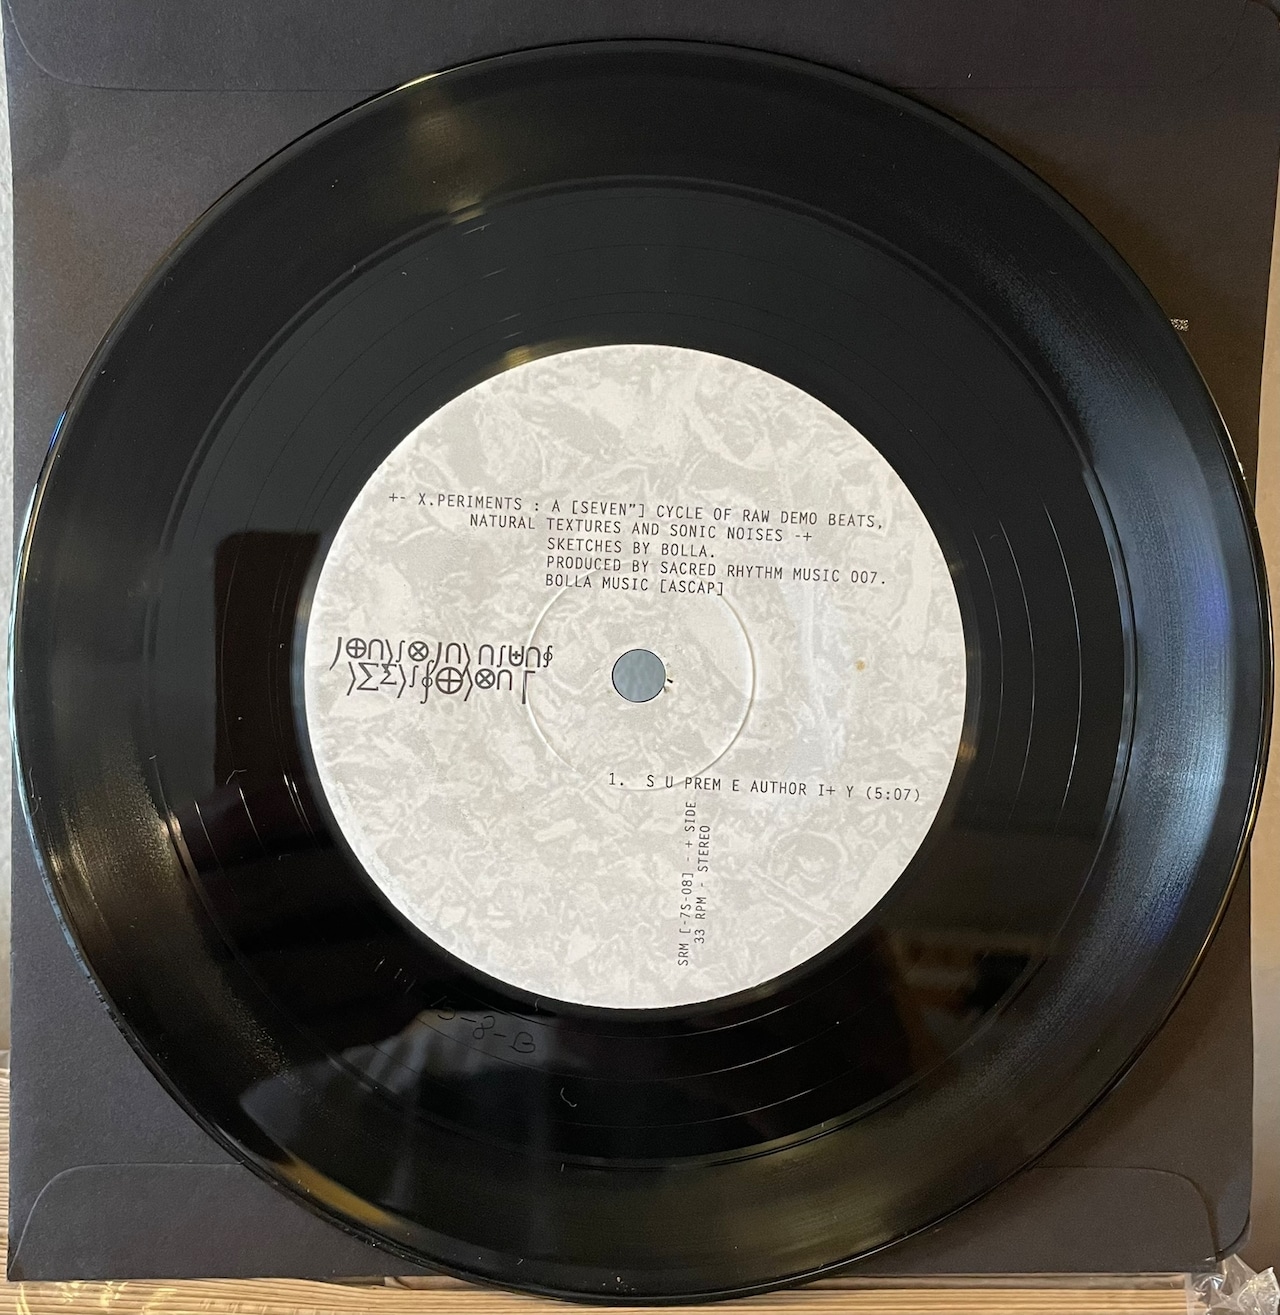 +- X.PERIMENTS : A [SEVEN”] CYCLE OF RAW DEMO BEATS,
NATURAL TEXTURES AND SONIC NOISES -+
SKETCHES BY BOLLA.
PRODUCED BY SACRED RHYTHM MUSIC 007.
BOLLA MUSIC [ASCAP]
1. S U PREM E AUTHOR I+ Y (5:07)
SRM [-7S-08] - + SIDE
33 RPM - STEREO
-8-B